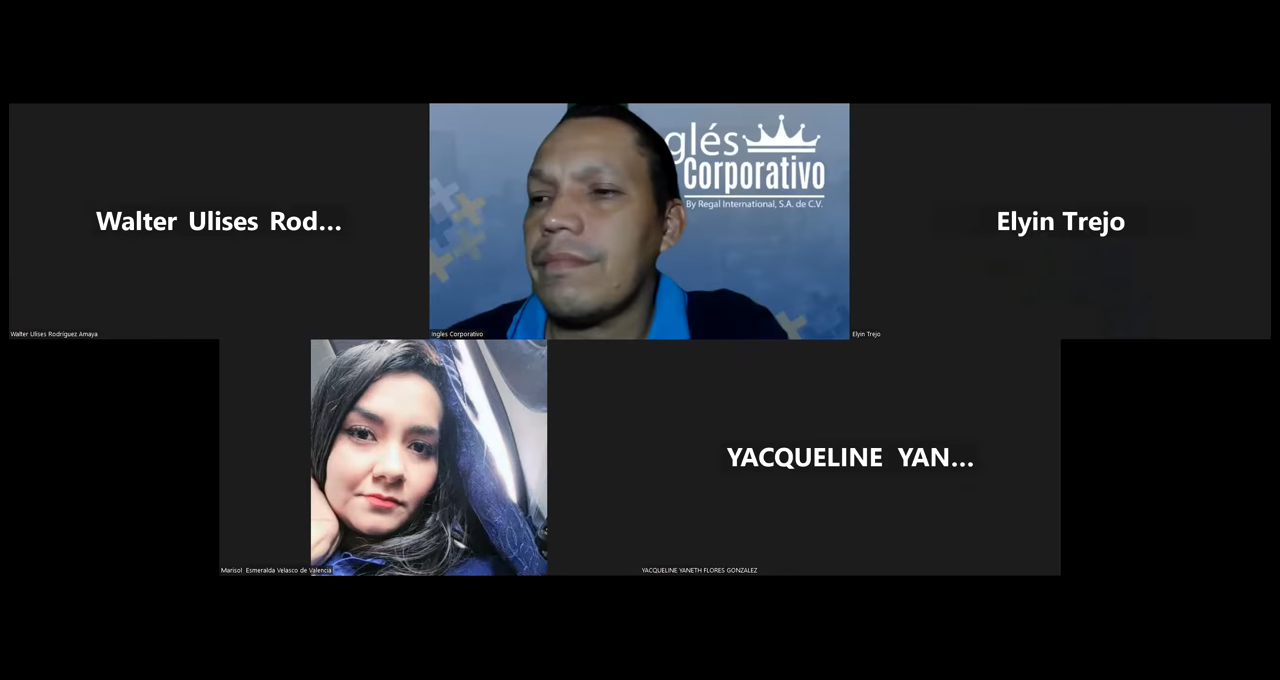 Walter Ulises Rod...
Walter Ulises Rodríguez Amaya
glés
Corporativo
By Regal International, S.A. de C.V.
Ingles Corporativo
Elyin Trejo
Elyin Trejo
Marisol Esmeralda Velasco de Valencia
YACQUELINE YAN...
YACQUELINE YANETH FLORES GONZALEZ